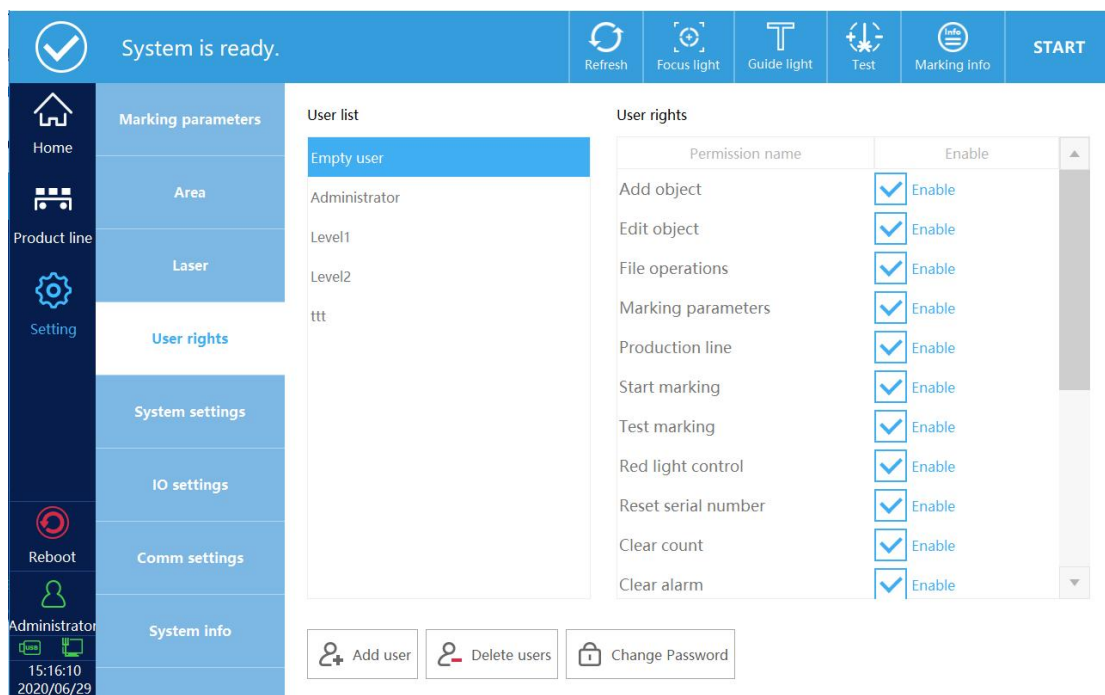 System is ready.
Refresh
Focus light
Guide light
Test
Info
Marking info
START
Home
Product line
Setting
Reboot
Administrator
USB
15:16:10
2020/06/29
Marking parameters
Area
Laser
User rights
System settings
IO settings
Comm settings
System info
User list
Empty user
Administrator
Level1
Level2
ttt
User rights
Permission name Enable
Add object Enable
Edit object Enable
File operations Enable
Marking parameters Enable
Production line Enable
Start marking Enable
Test marking Enable
Red light control Enable
Reset serial number Enable
Clear count Enable
Clear alarm Enable
Add user
Delete users
Change Password